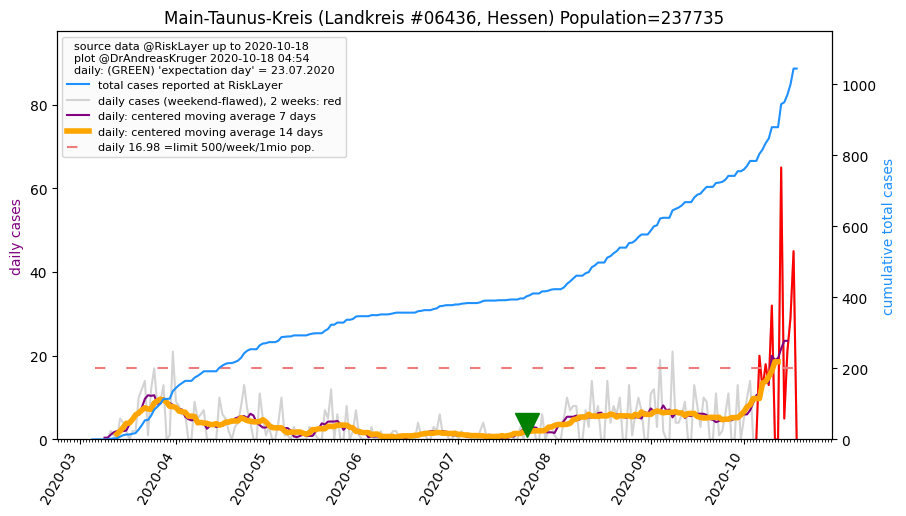 Main-Taunus-Kreis (Landkreis #06436, Hessen) Population=237735
source data @RiskLayer up to 2020-10-18
plot @DrAndreasKruger 2020-10-18 04:54
daily: (GREEN) 'expectation day' = 23.07.2020
total cases reported at RiskLayer
daily cases (weekend-flawed), 2 weeks: red
daily: centered moving average 7 days
daily: centered moving average 14 days
daily 16.98 =limit 500/week/1mio pop.
daily cases
80
60
40
20
0
cumulative total cases
1000
800
600
400
200
0
2020-03
2020-04
2020-05
2020-06
2020-07
2020-08
2020-09
2020-10